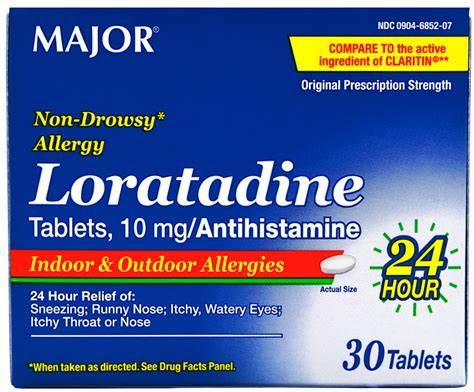 NDC 0904-6852-07
MAJOR®
COMPARE TO the active
ingredient of CLARITIN®**
Original Prescription Strength
Non-Drowsy*
Allergy
Loratadine
Tablets, 10 mg/Antihistamine
Indoor & Outdoor Allergies
Actual Size
24
HOUR
24 Hour Relief of:
Sneezing; Runny Nose; Itchy, Watery Eyes;
Itchy Throat or Nose
*When taken as directed. See Drug Facts Panel.
30 Tablets